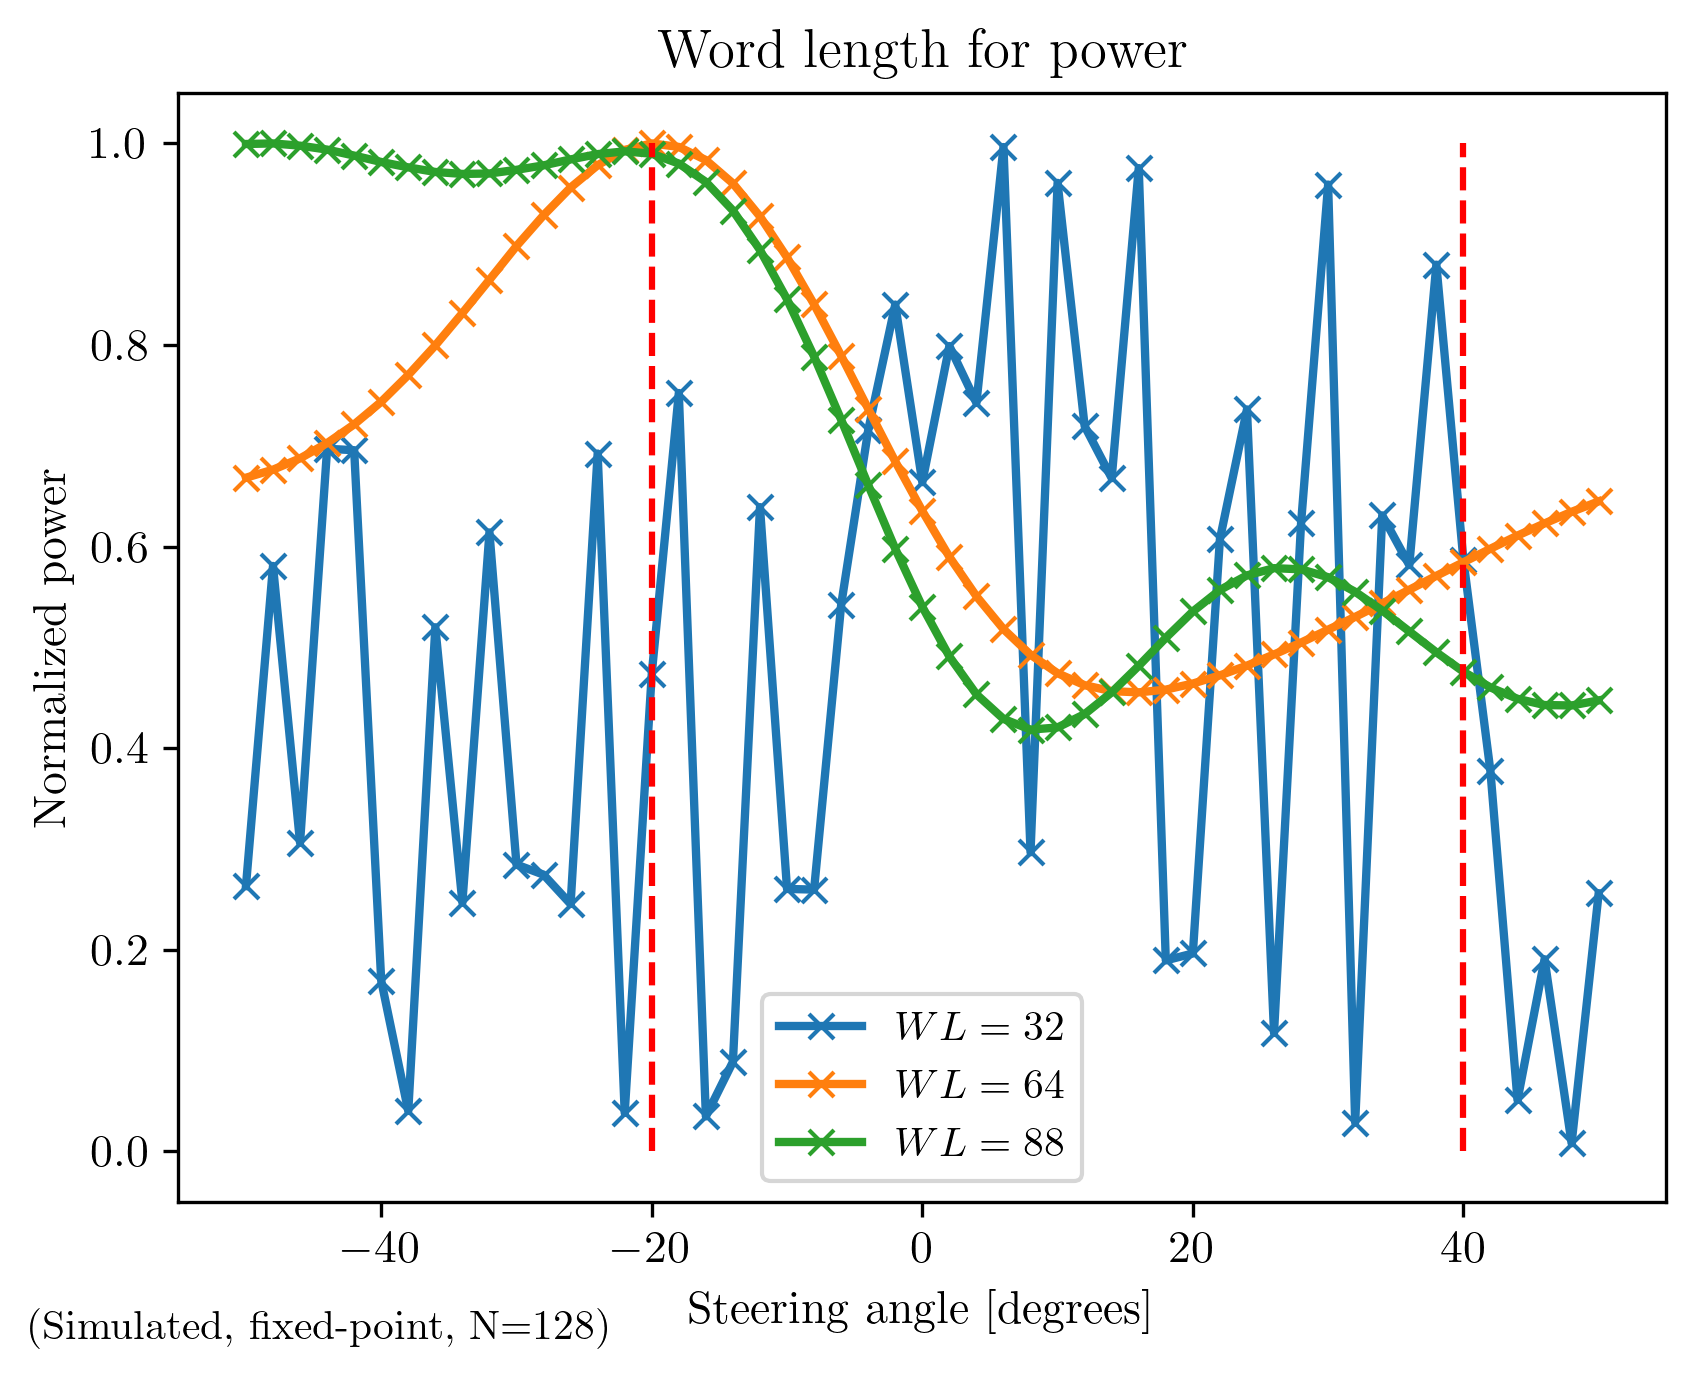 Word length for power
Normalized power
1.0
0.8
0.6
0.4
0.2
0.0
WL = 32
WL = 64
WL = 88
−40 −20 0 20 40
Steering angle [degrees]
(Simulated, fixed-point, N=128)